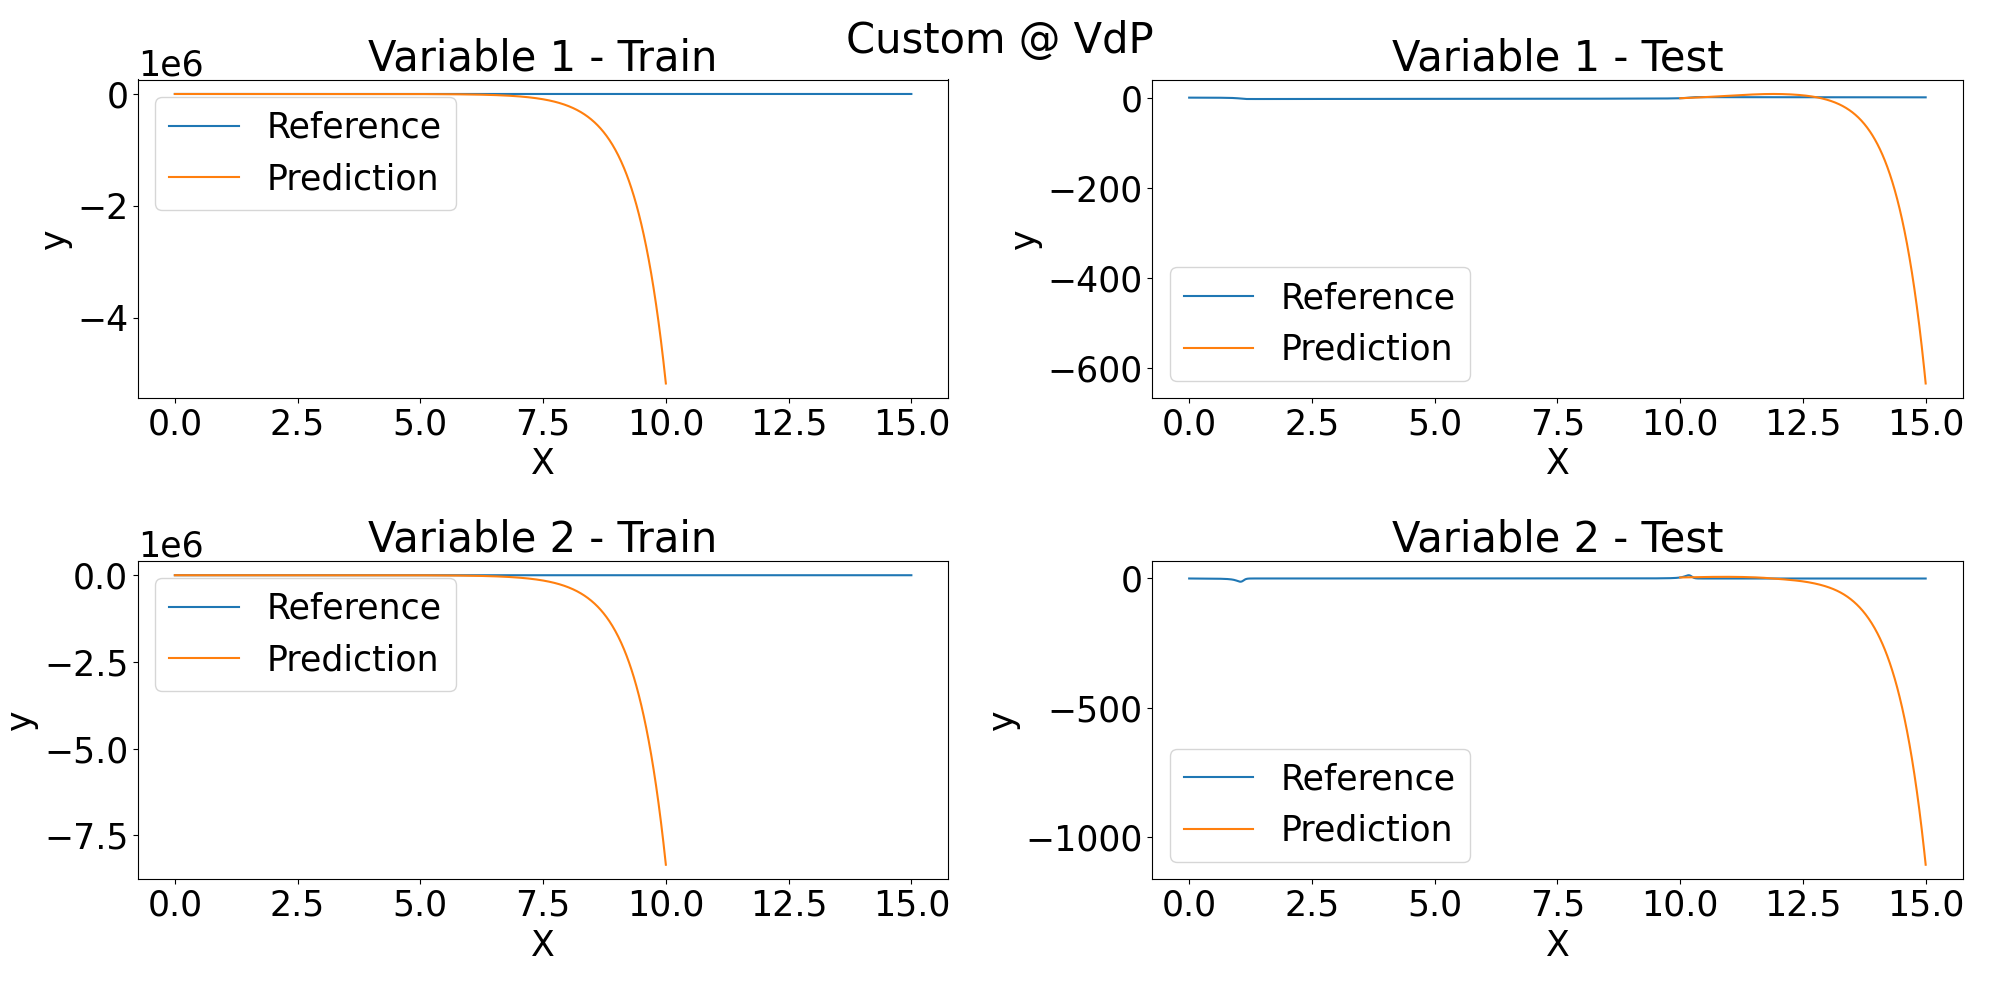 Custom @ VdP
Variable 1 - Train
1e6
0
−2
−4
y
Reference
Prediction
0.0 2.5 5.0 7.5 10.0 12.5 15.0
X
Variable 1 - Test
0
−200
−400
−600
y
Reference
Prediction
0.0 2.5 5.0 7.5 10.0 12.5 15.0
X
Variable 2 - Train
1e6
0.0
−2.5
−5.0
−7.5
y
Reference
Prediction
0.0 2.5 5.0 7.5 10.0 12.5 15.0
X
Variable 2 - Test
0
−500
−1000
y
Reference
Prediction
0.0 2.5 5.0 7.5 10.0 12.5 15.0
X